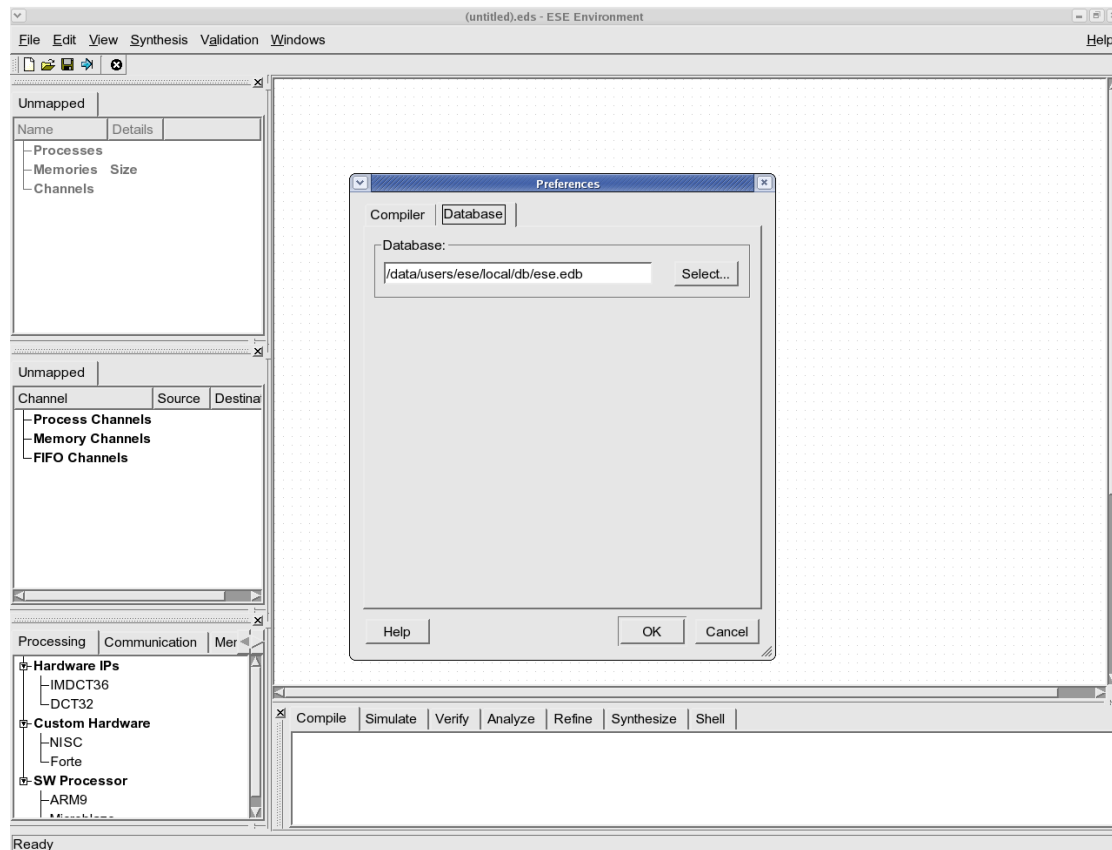 (untitled).eds - ESE Environment
File Edit View Synthesis Validation Windows Help
Unmapped
Name Details
Processes
Memories Size
Channels
Unmapped
Channel Source Destina
Process Channels
Memory Channels
FIFO Channels
Processing Communication Mer
Hardware IPs
IMDCT36
DCT32
Custom Hardware
NISC
Forte
SW Processor
ARM9
Preferences
Compiler Database
Database:
/data/users/ese/local/db/ese.edb Select...
Help OK Cancel
Compile Simulate Verify Analyze Refine Synthesize Shell
Ready